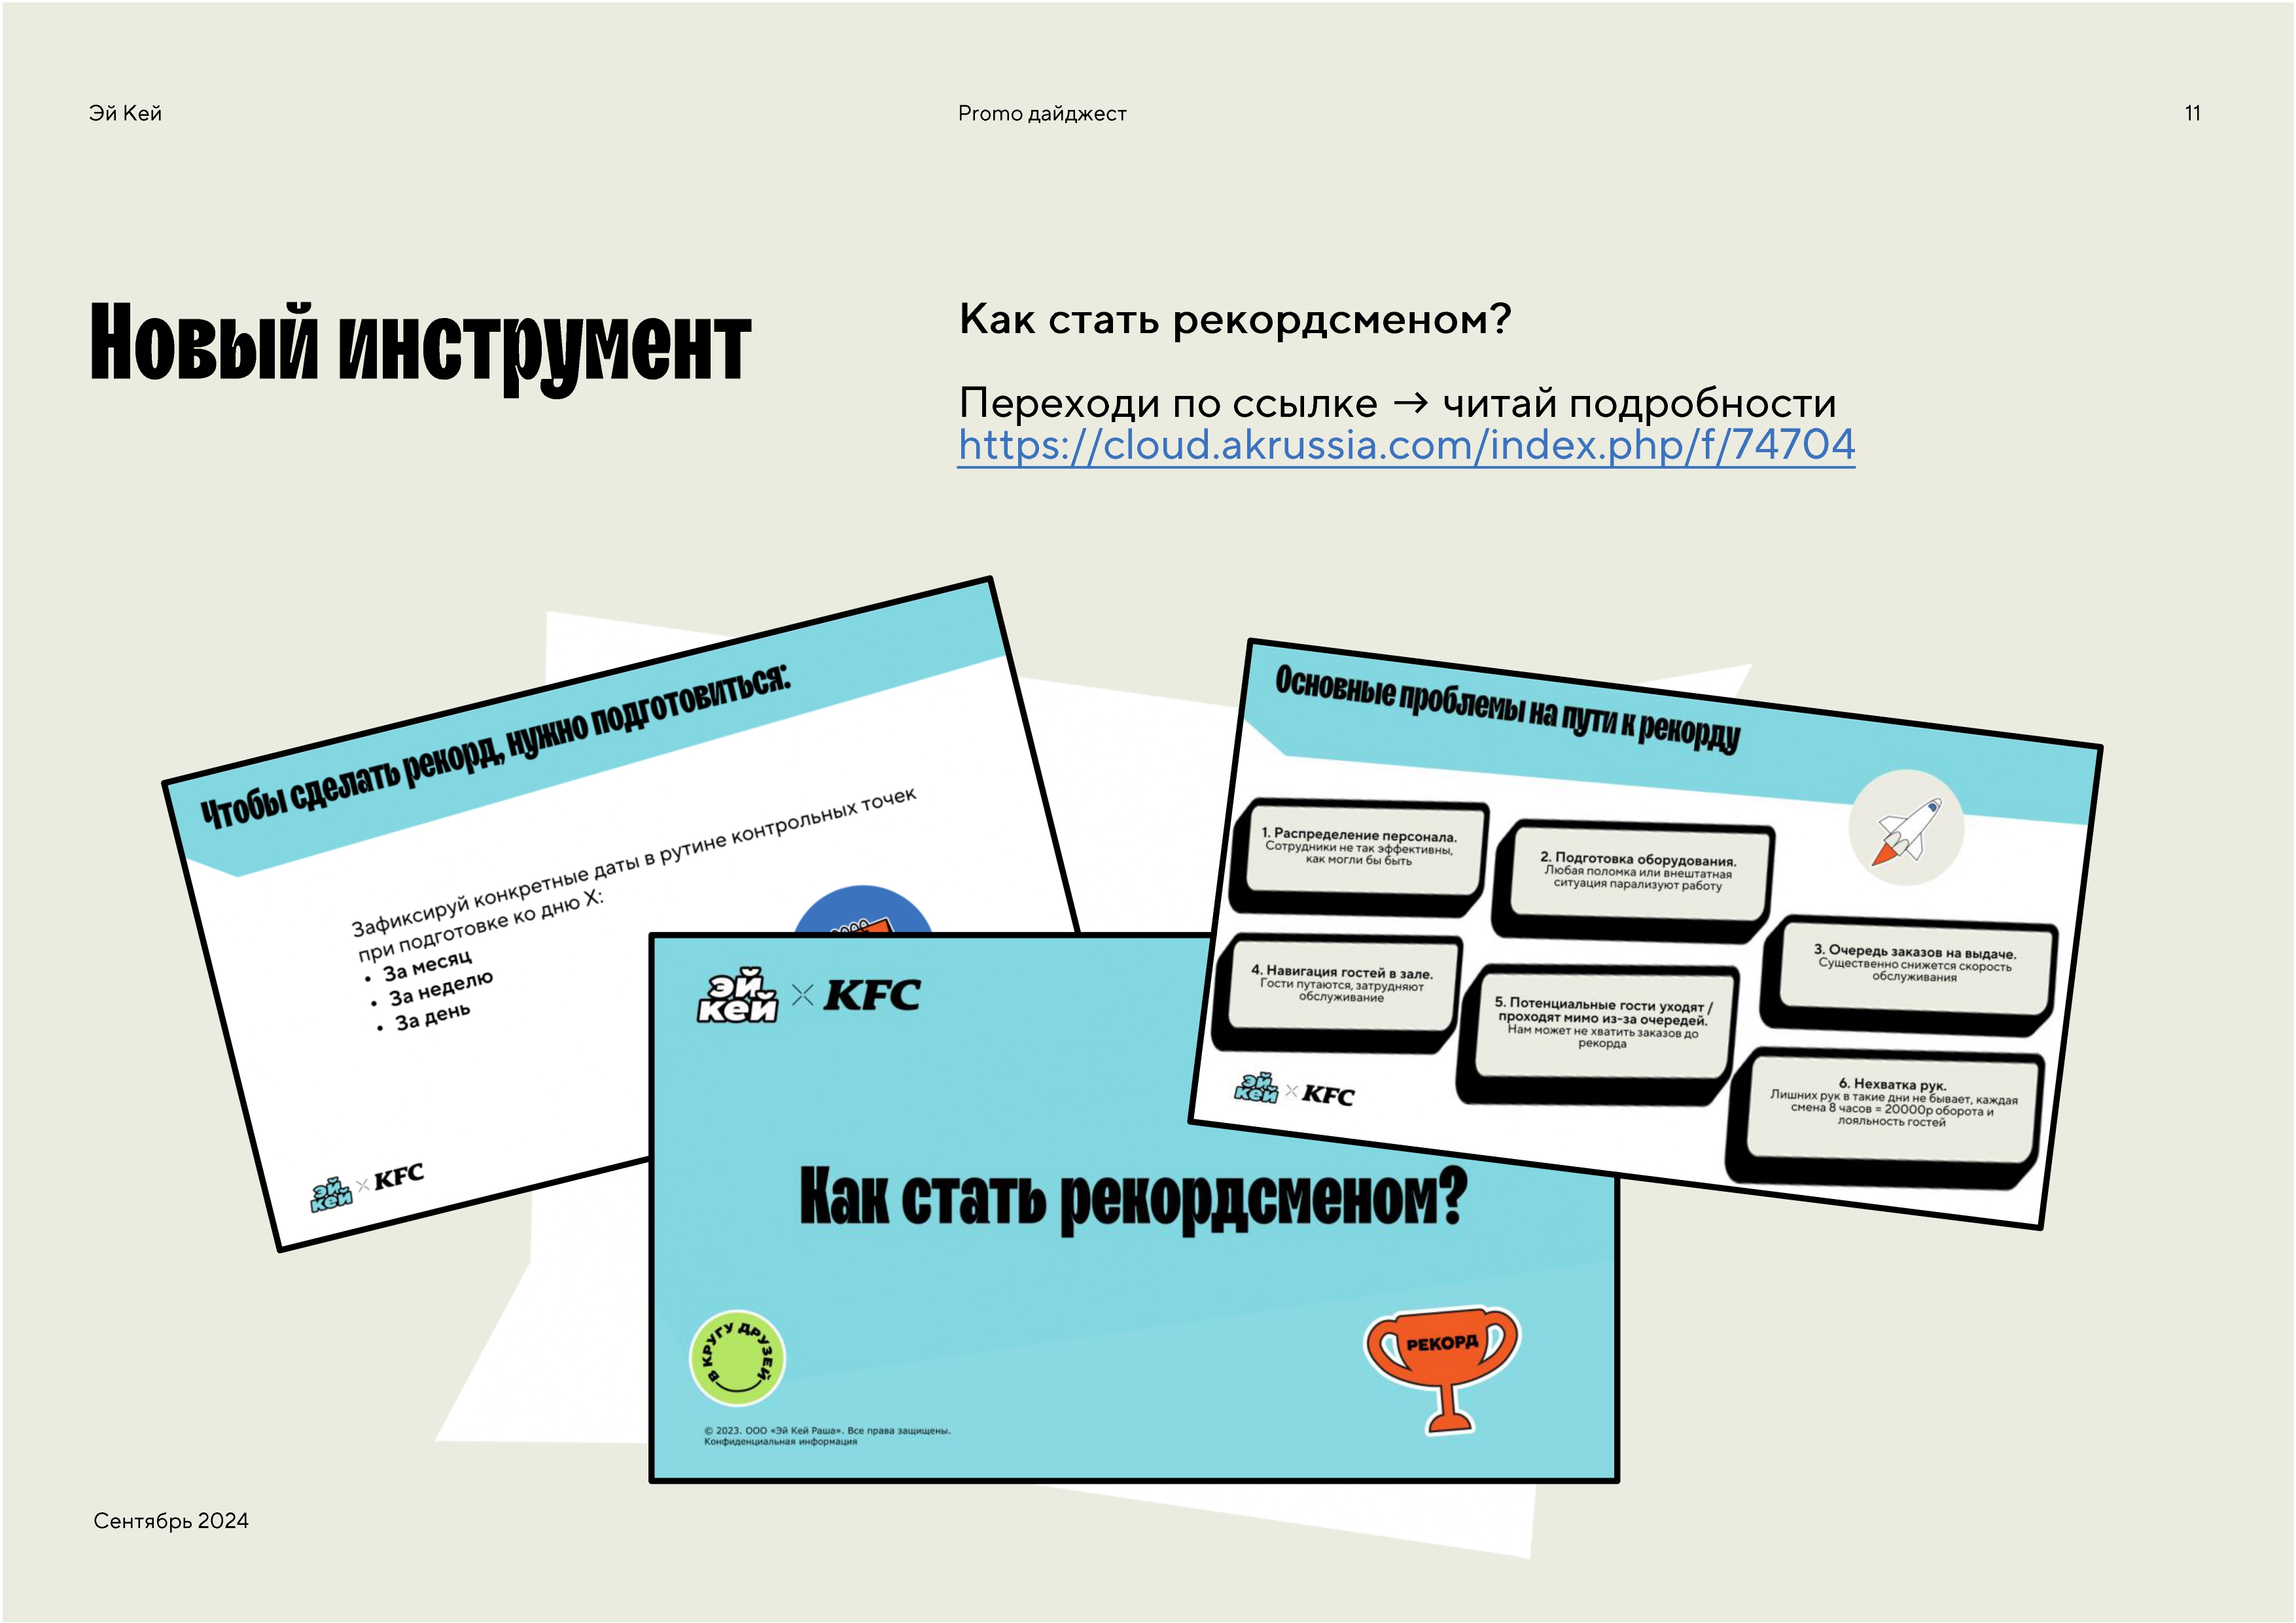 Эй Кей
Promo дайджест
11
Новый инструмент
Как стать рекордсменом?
Переходи по ссылке → читай подробности
https://cloud.akrussia.com/index.php/f/74704
Чтобы сделать рекорд, нужно подготовиться:
Зафиксируй конкретные даты в рутине контрольных точек
при подготовке ко дню Х:
• За месяц
• За неделю
• За день
эй кей × KFC
Основные проблемы на пути к рекорду
1. Распределение персонала.
Сотрудники не так эффективны,
как могли бы быть
2. Подготовка оборудования.
Любая поломка или внештатная
ситуация парализуют работу
3. Очередь заказов на выдаче.
Существенно снижется скорость
обслуживания
4. Навигация гостей в зале.
Гости путаются, затрудняют
обслуживание
5. Потенциальные гости уходят /
проходят мимо из-за очередей.
Нам может не хватить заказов до
рекорда
6. Нехватка рук.
Лишних рук в такие дни не бывает, каждая
смена 8 часов = 20000р оборота и
лояльность гостей
эй кей × KFC
эй
кей × KFC
Как стать рекордсменом?
В КРУГУ ДРУЗЕЙ
РЕКОРД
© 2023. ООО «Эй Кей Раша». Все права защищены.
Конфиденциальная информация
Сентябрь 2024